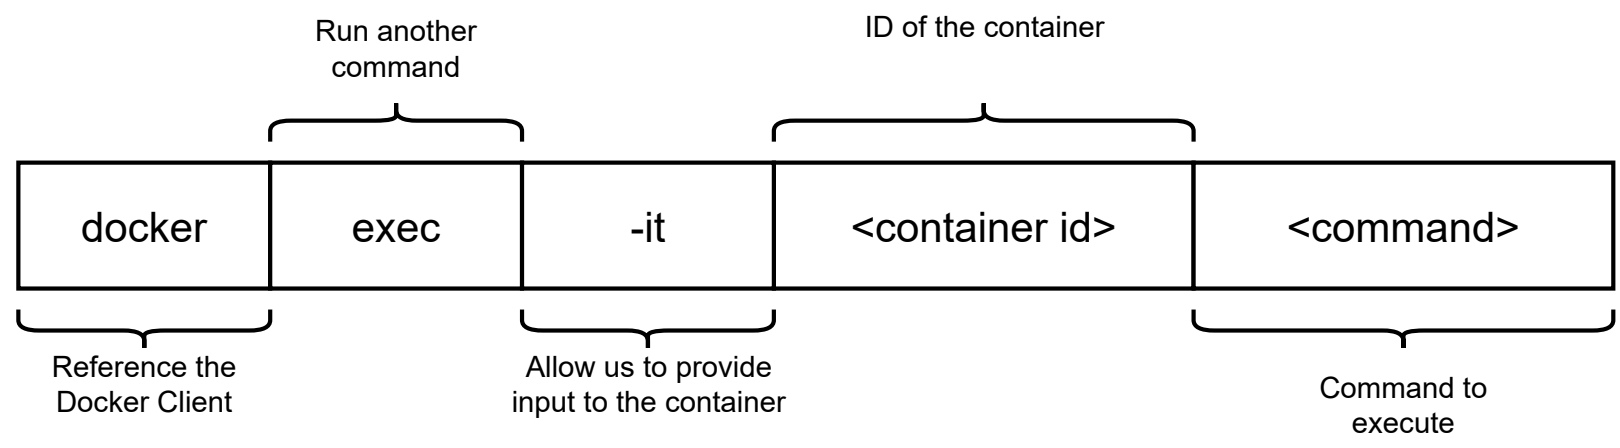 Run another
command
ID of the container
docker
exec
-it
<container id>
<command>
Reference the
Docker Client
Allow us to provide
input to the container
Command to
execute